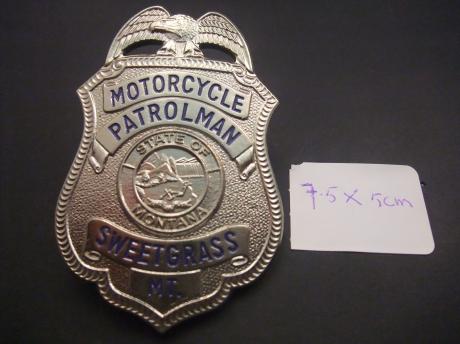 MOTORCYCLE
PATROLMAN
STATE OF
MONTANA
SWEETGRASS
MT.
7.5 X 5cm